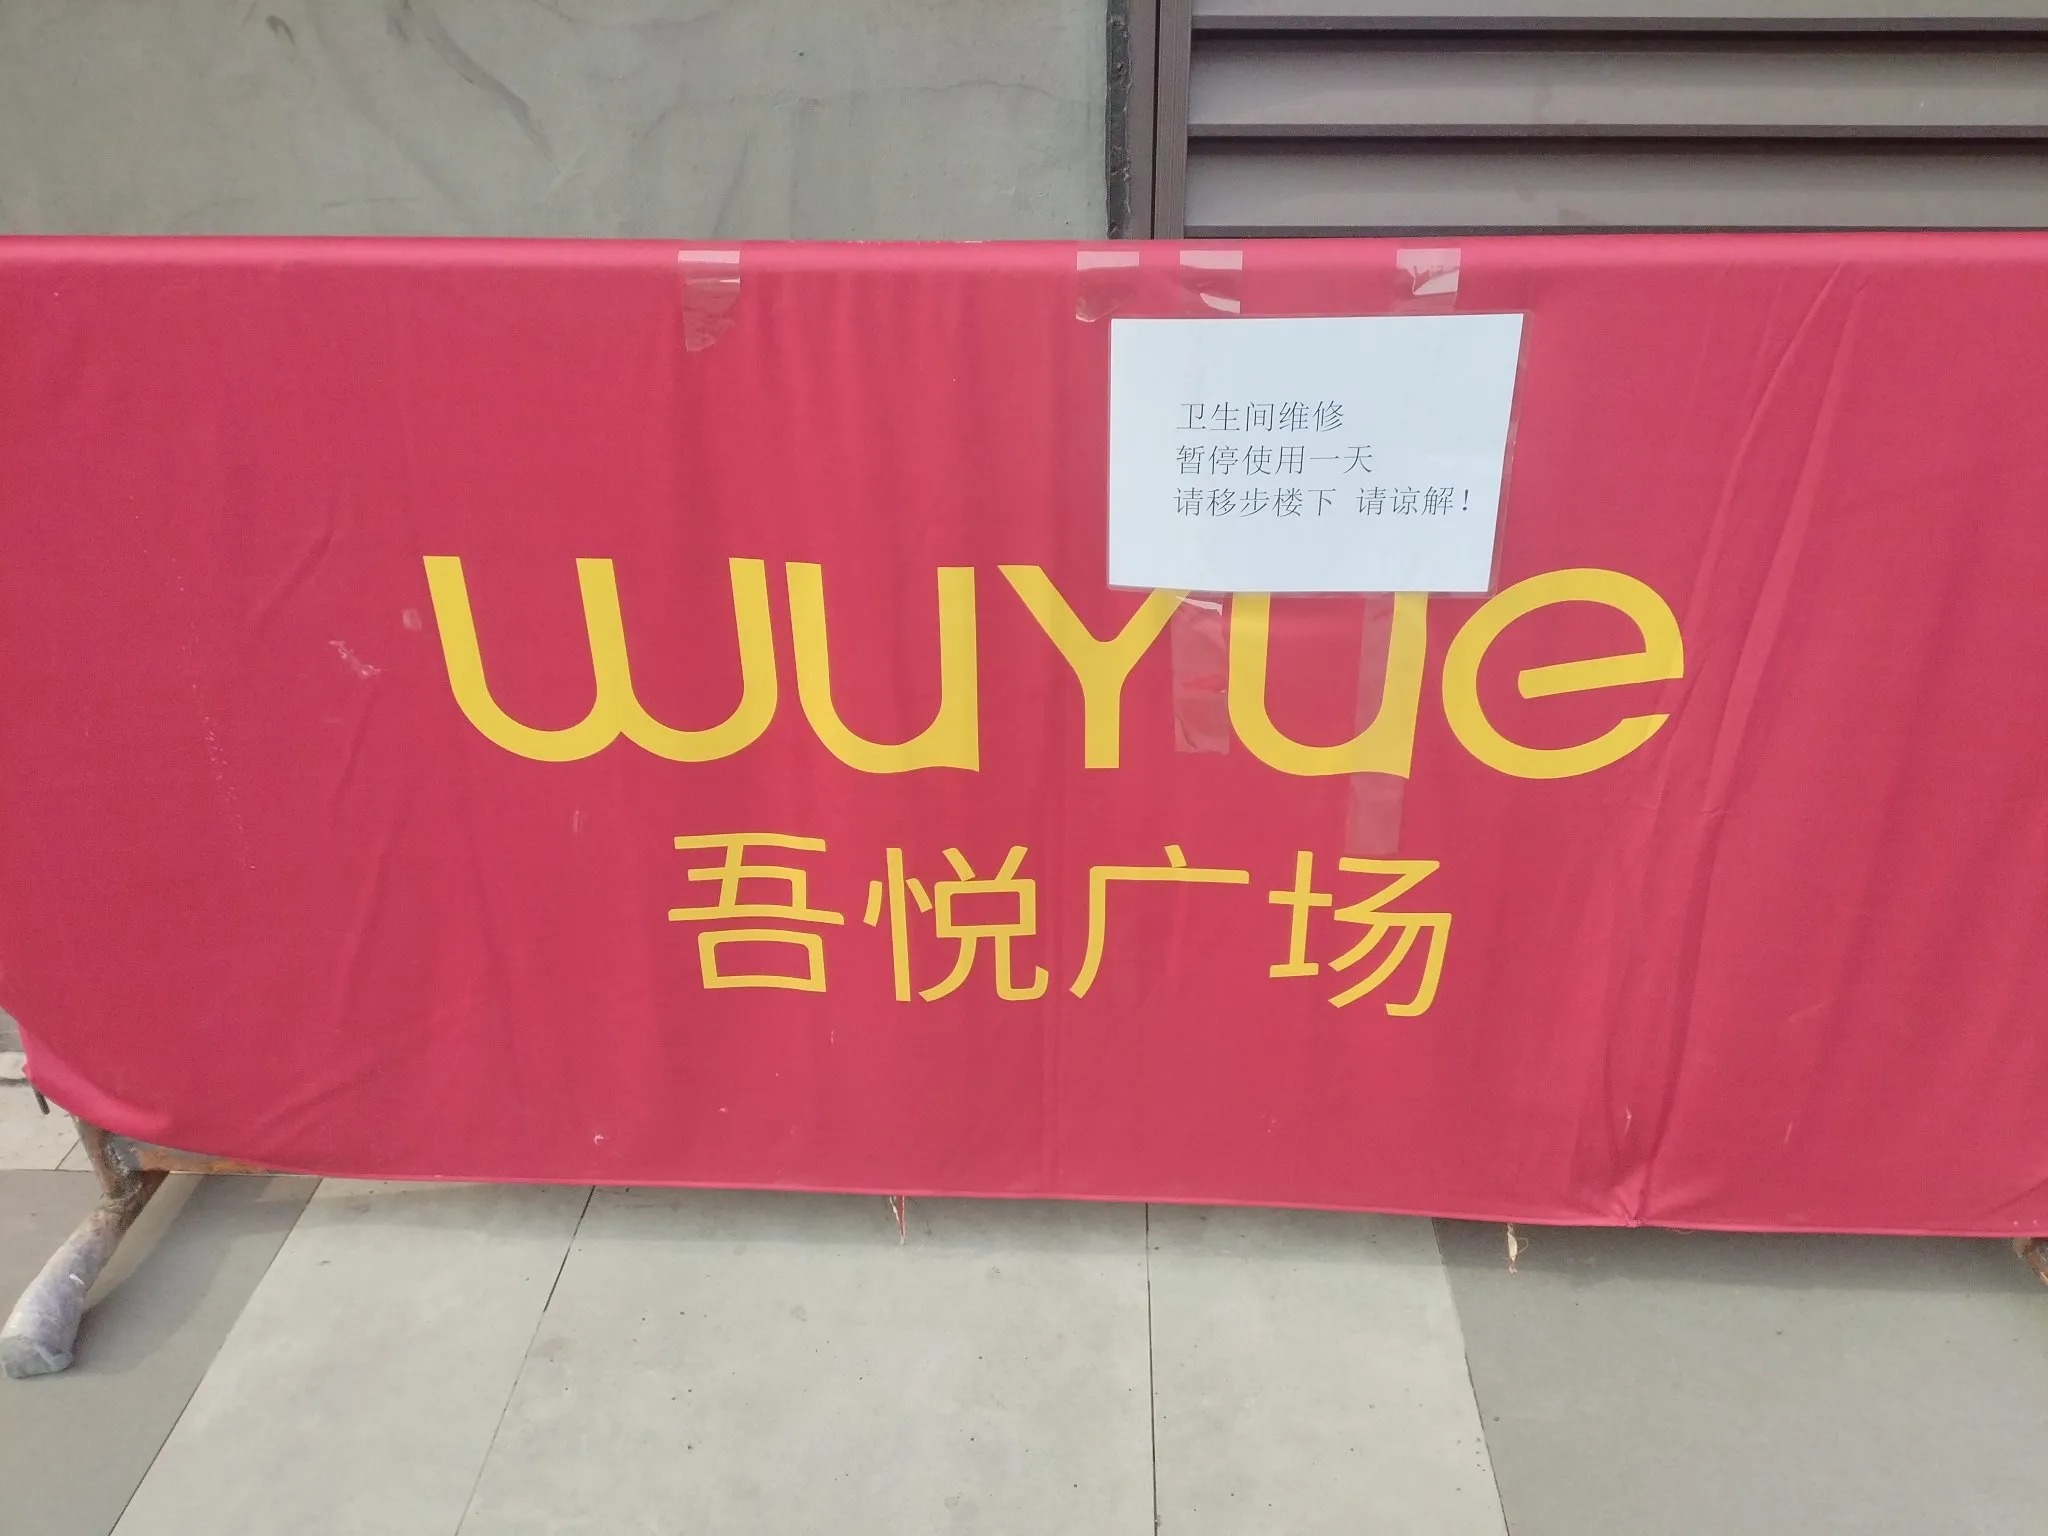 卫生间维修
暂停使用一天
请移步楼下 请谅解！
wuyue
吾悦广场